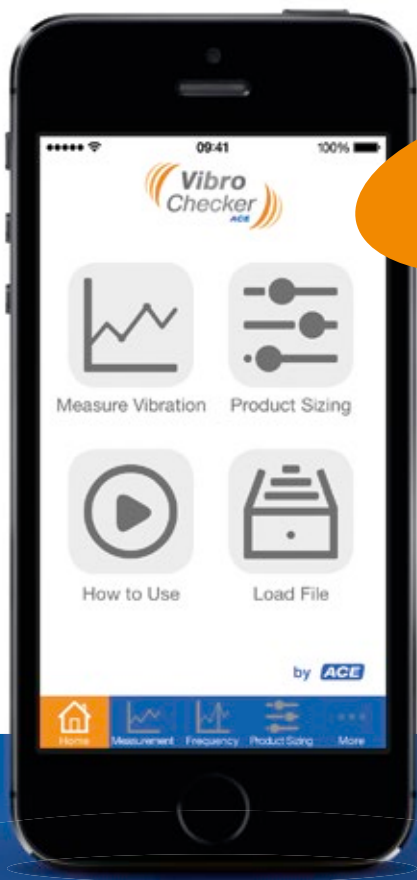 09:41 100%
Vibro
Checker
ACE
Measure Vibration Product Sizing
How to Use Load File
by ACE
Home Measurement Frequency Product Sizing More